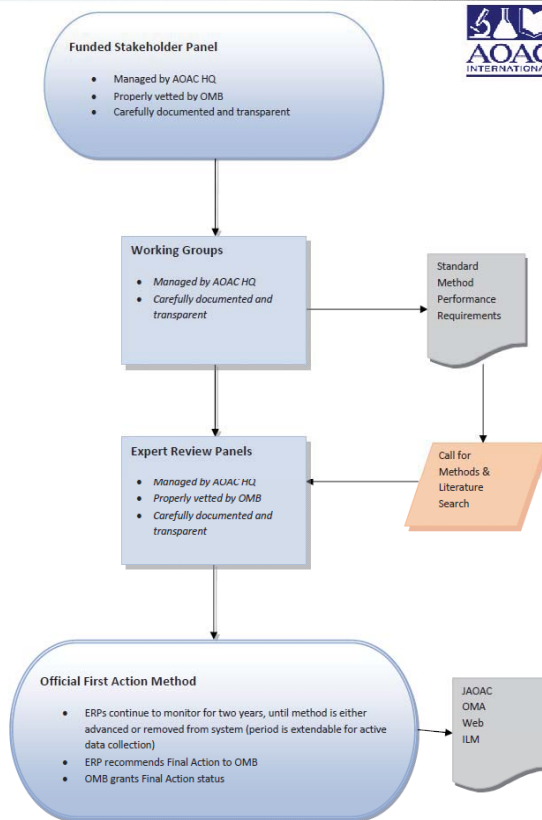 AOAC
INTERNATIONAL
Funded Stakeholder Panel
• Managed by AOAC HQ
• Properly vetted by OMB
• Carefully documented and transparent
Working Groups
• Managed by AOAC HQ
• Carefully documented and
transparent
Standard
Method
Performance
Requirements
Expert Review Panels
• Managed by AOAC HQ
• Properly vetted by OMB
• Carefully documented and
transparent
Call for
Methods &
Literature
Search
Official First Action Method
• ERPs continue to monitor for two years, until method is either
advanced or removed from system (period is extendable for active
data collection)
• ERP recommends Final Action to OMB
• OMB grants Final Action status
JAOAC
OMA
Web
ILM